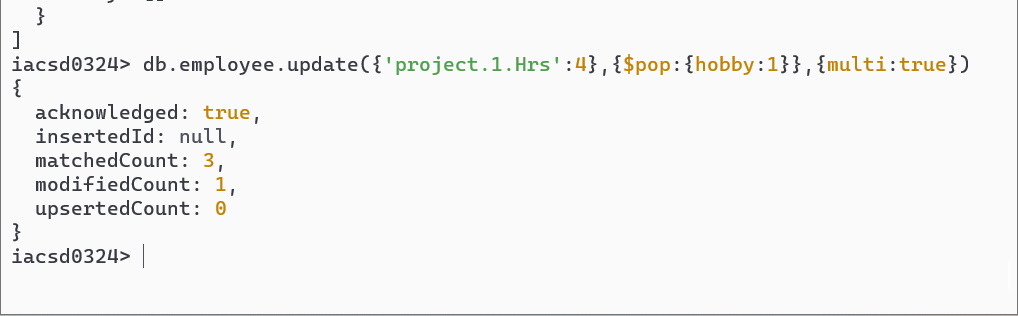 }
]
iacsd0324> db.employee.update({'project.1.Hrs':4},{$pop:{hobby:1}},{multi:true})
{
acknowledged: true,
insertedId: null,
matchedCount: 3,
modifiedCount: 1,
upsertedCount: 0
}
iacsd0324>